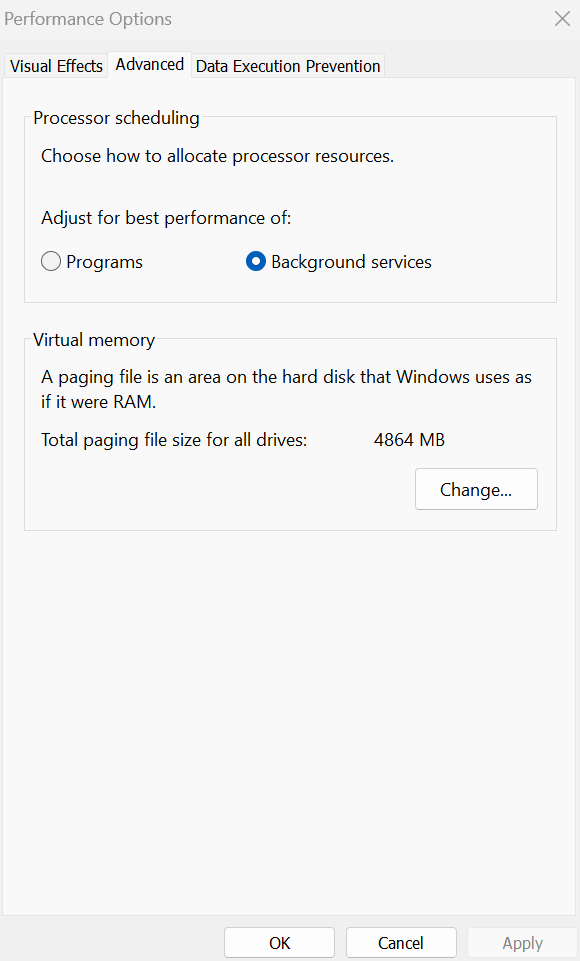 Performance Options
Visual Effects Advanced Data Execution Prevention
Processor scheduling
Choose how to allocate processor resources.
Adjust for best performance of:
Programs Background services
Virtual memory
A paging file is an area on the hard disk that Windows uses as
if it were RAM.
Total paging file size for all drives: 4864 MB
Change...
OK Cancel Apply